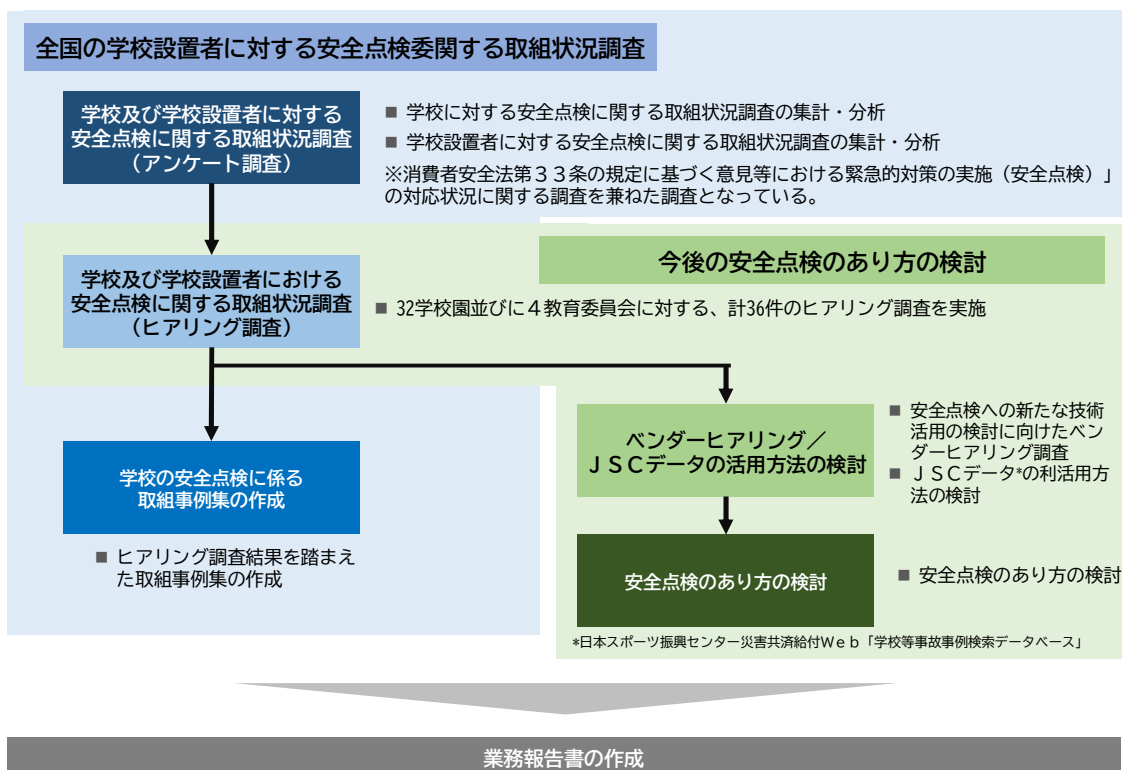 全国の学校設置者に対する安全点検委関する取組状況調査
学校及び学校設置者に対する
安全点検に関する取組状況調査
（アンケート調査）
■ 学校に対する安全点検に関する取組状況調査の集計・分析
■ 学校設置者に対する安全点検に関する取組状況調査の集計・分析
※消費者安全法第３３条の規定に基づく意見等における緊急的対策の実施（安全点検）」
の対応状況に関する調査を兼ねた調査となっている。
今後の安全点検のあり方の検討
学校及び学校設置者における
安全点検に関する取組状況調査
（ヒアリング調査）
■ 32学校園並びに４教育委員会に対する、計36件のヒアリング調査を実施
ベンダーヒアリング／
ＪＳＣデータの活用方法の検討
■ 安全点検への新たな技術
活用の検討に向けたベン
ダーヒアリング調査
■ ＪＳＣデータ*の利活用方
法の検討
学校の安全点検に係る
取組事例集の作成
■ ヒアリング調査結果を踏まえ
た取組事例集の作成
安全点検のあり方の検討
■ 安全点検のあり方の検討
*日本スポーツ振興センター災害共済給付Ｗｅｂ「学校等事故事例検索データベース」
業務報告書の作成